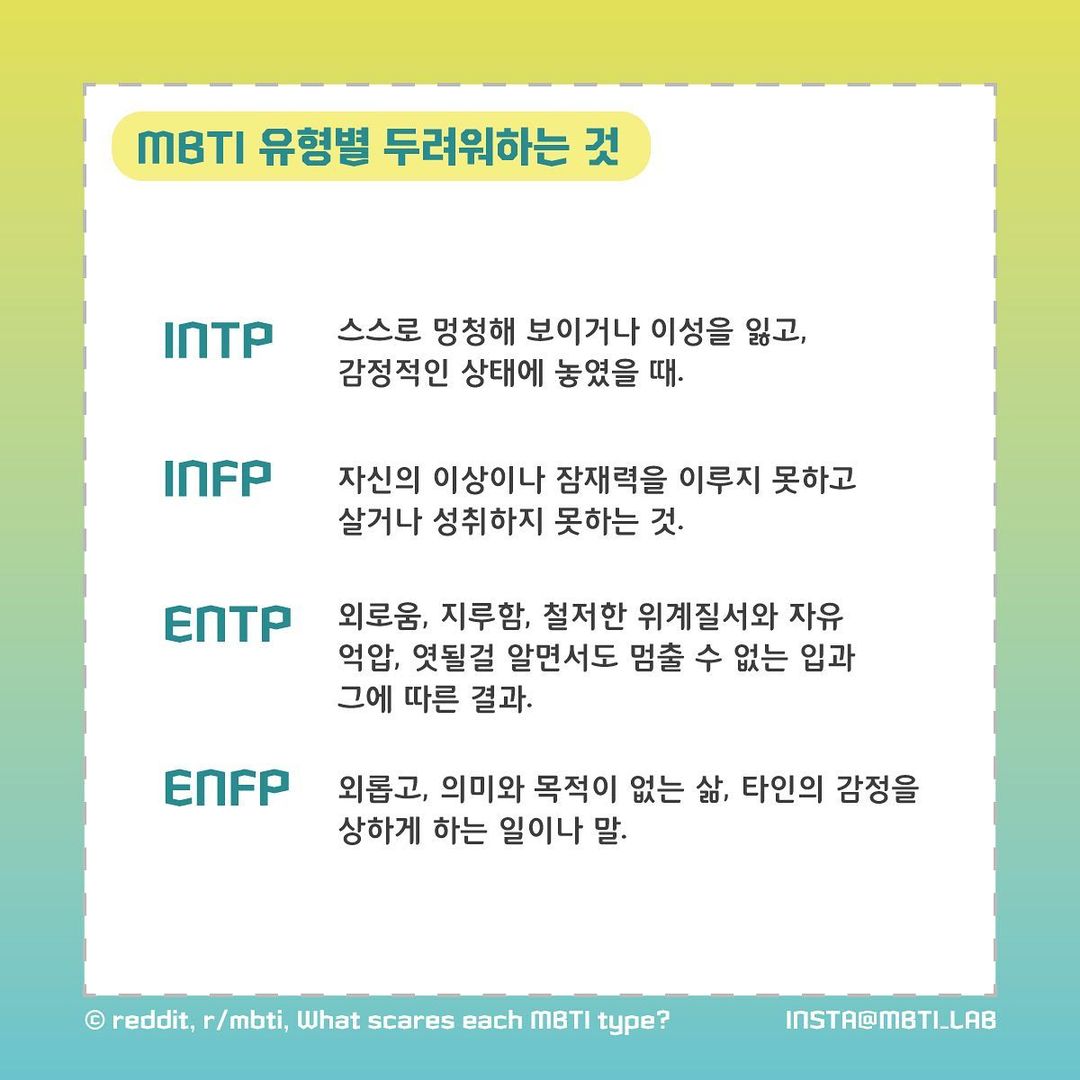 MBTI 유형별 두려워하는 것
INTP
스스로 멍청해 보이거나 이성을 잃고,
감정적인 상태에 놓였을 때.
INFP
자신의 이상이나 잠재력을 이루지 못하고
살거나 성취하지 못하는 것.
ENTP
외로움, 지루함, 철저한 위계질서와 자유
억압, 엿될걸 알면서도 멈출 수 없는 입과
그에 따른 결과.
ENFP
외롭고, 의미와 목적이 없는 삶, 타인의 감정을
상하게 하는 일이나 말.
© reddit, r/mbti, What scares each MBTI type?
INSTA@MBTI_LAB